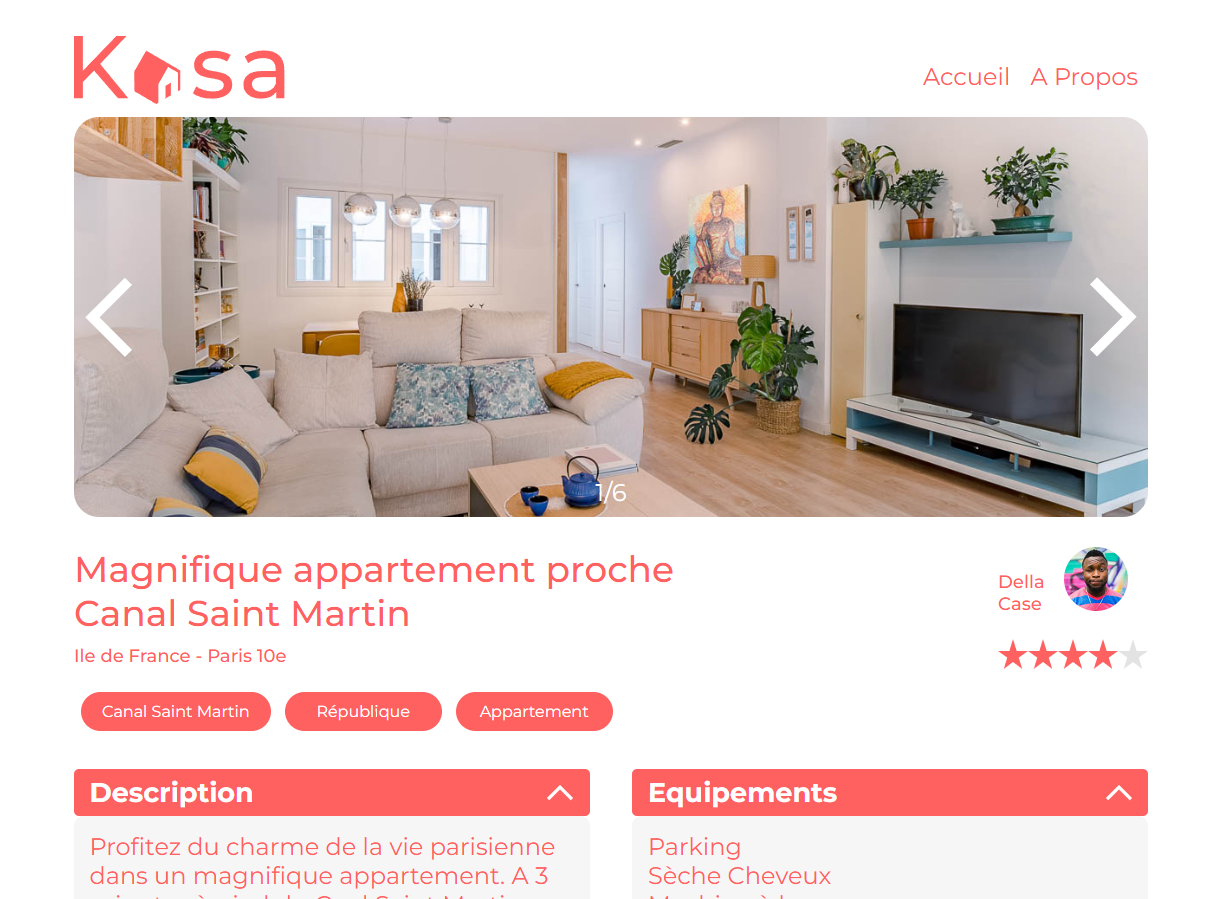 Kasa
Accueil A Propos
1/6
Magnifique appartement proche
Canal Saint Martin
Della
Case
Ile de France - Paris 10e
Canal Saint Martin République Appartement
Description
Equipements
Profitez du charme de la vie parisienne
dans un magnifique appartement. A 3
Parking
Sèche Cheveux